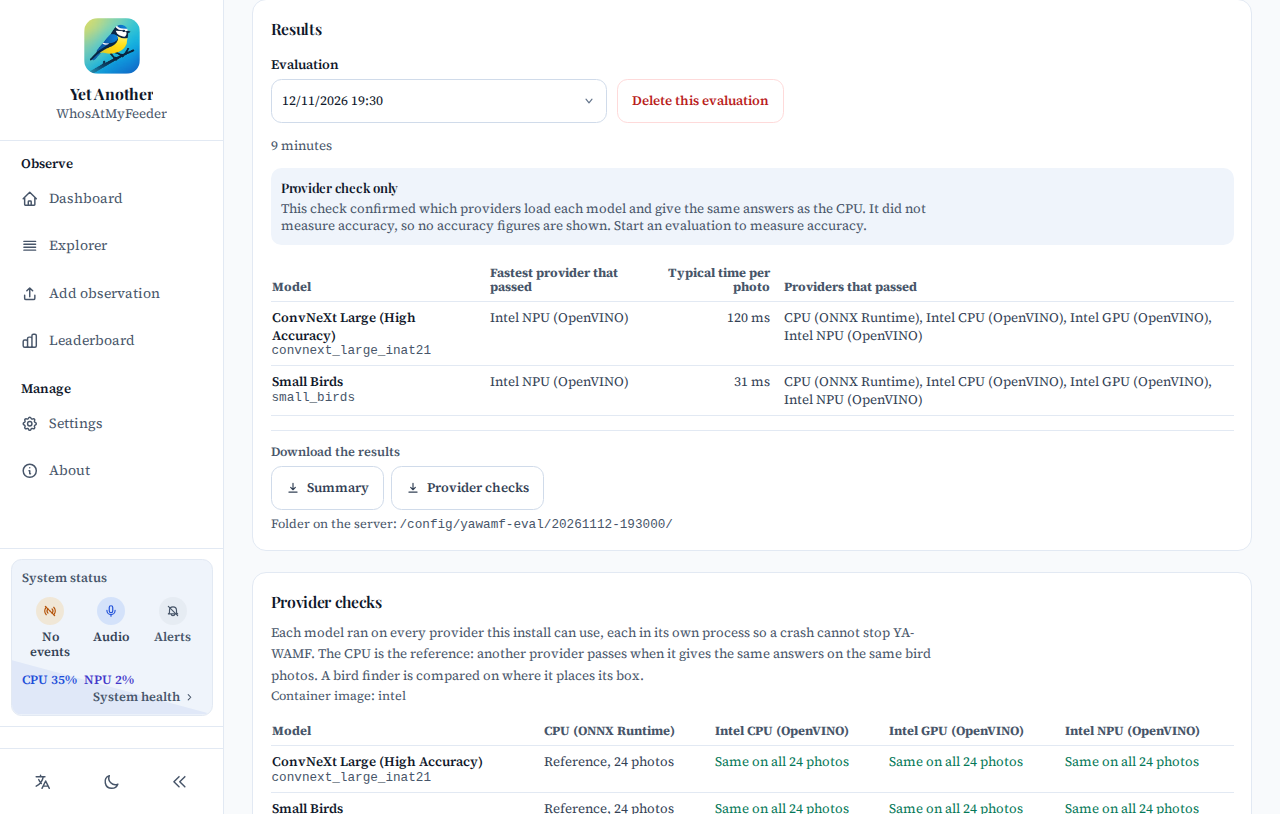 Yet Another
WhosAtMyFeeder
Observe
Dashboard
Explorer
Add observation
Leaderboard
Manage
Settings
About
System status
No events
Audio
Alerts
CPU 35% NPU 2%
System health
Results
Evaluation
12/11/2026 19:30
Delete this evaluation
9 minutes
Provider check only
This check confirmed which providers load each model and give the same answers as the CPU. It did not
measure accuracy, so no accuracy figures are shown. Start an evaluation to measure accuracy.
Model
Fastest provider that
passed
Typical time per
photo
Providers that passed
ConvNeXt Large (High
Accuracy)
convnext_large_inat21
Intel NPU (OpenVINO)
120 ms
CPU (ONNX Runtime), Intel CPU (OpenVINO), Intel GPU (OpenVINO),
Intel NPU (OpenVINO)
Small Birds
small_birds
Intel NPU (OpenVINO)
31 ms
CPU (ONNX Runtime), Intel CPU (OpenVINO), Intel GPU (OpenVINO),
Intel NPU (OpenVINO)
Download the results
Summary
Provider checks
Folder on the server: /config/yawamf-eval/20261112-193000/
Provider checks
Each model ran on every provider this install can use, each in its own process so a crash cannot stop YA-
WAMF. The CPU is the reference: another provider passes when it gives the same answers on the same bird
photos. A bird finder is compared on where it places its box.
Container image: intel
Model
CPU (ONNX Runtime)
Intel CPU (OpenVINO)
Intel GPU (OpenVINO)
Intel NPU (OpenVINO)
ConvNeXt Large (High Accuracy)
convnext_large_inat21
Reference, 24 photos
Same on all 24 photos
Same on all 24 photos
Same on all 24 photos
Small Birds
Reference, 24 photos
Same on all 24 photos
Same on all 24 photos
Same on all 24 photos